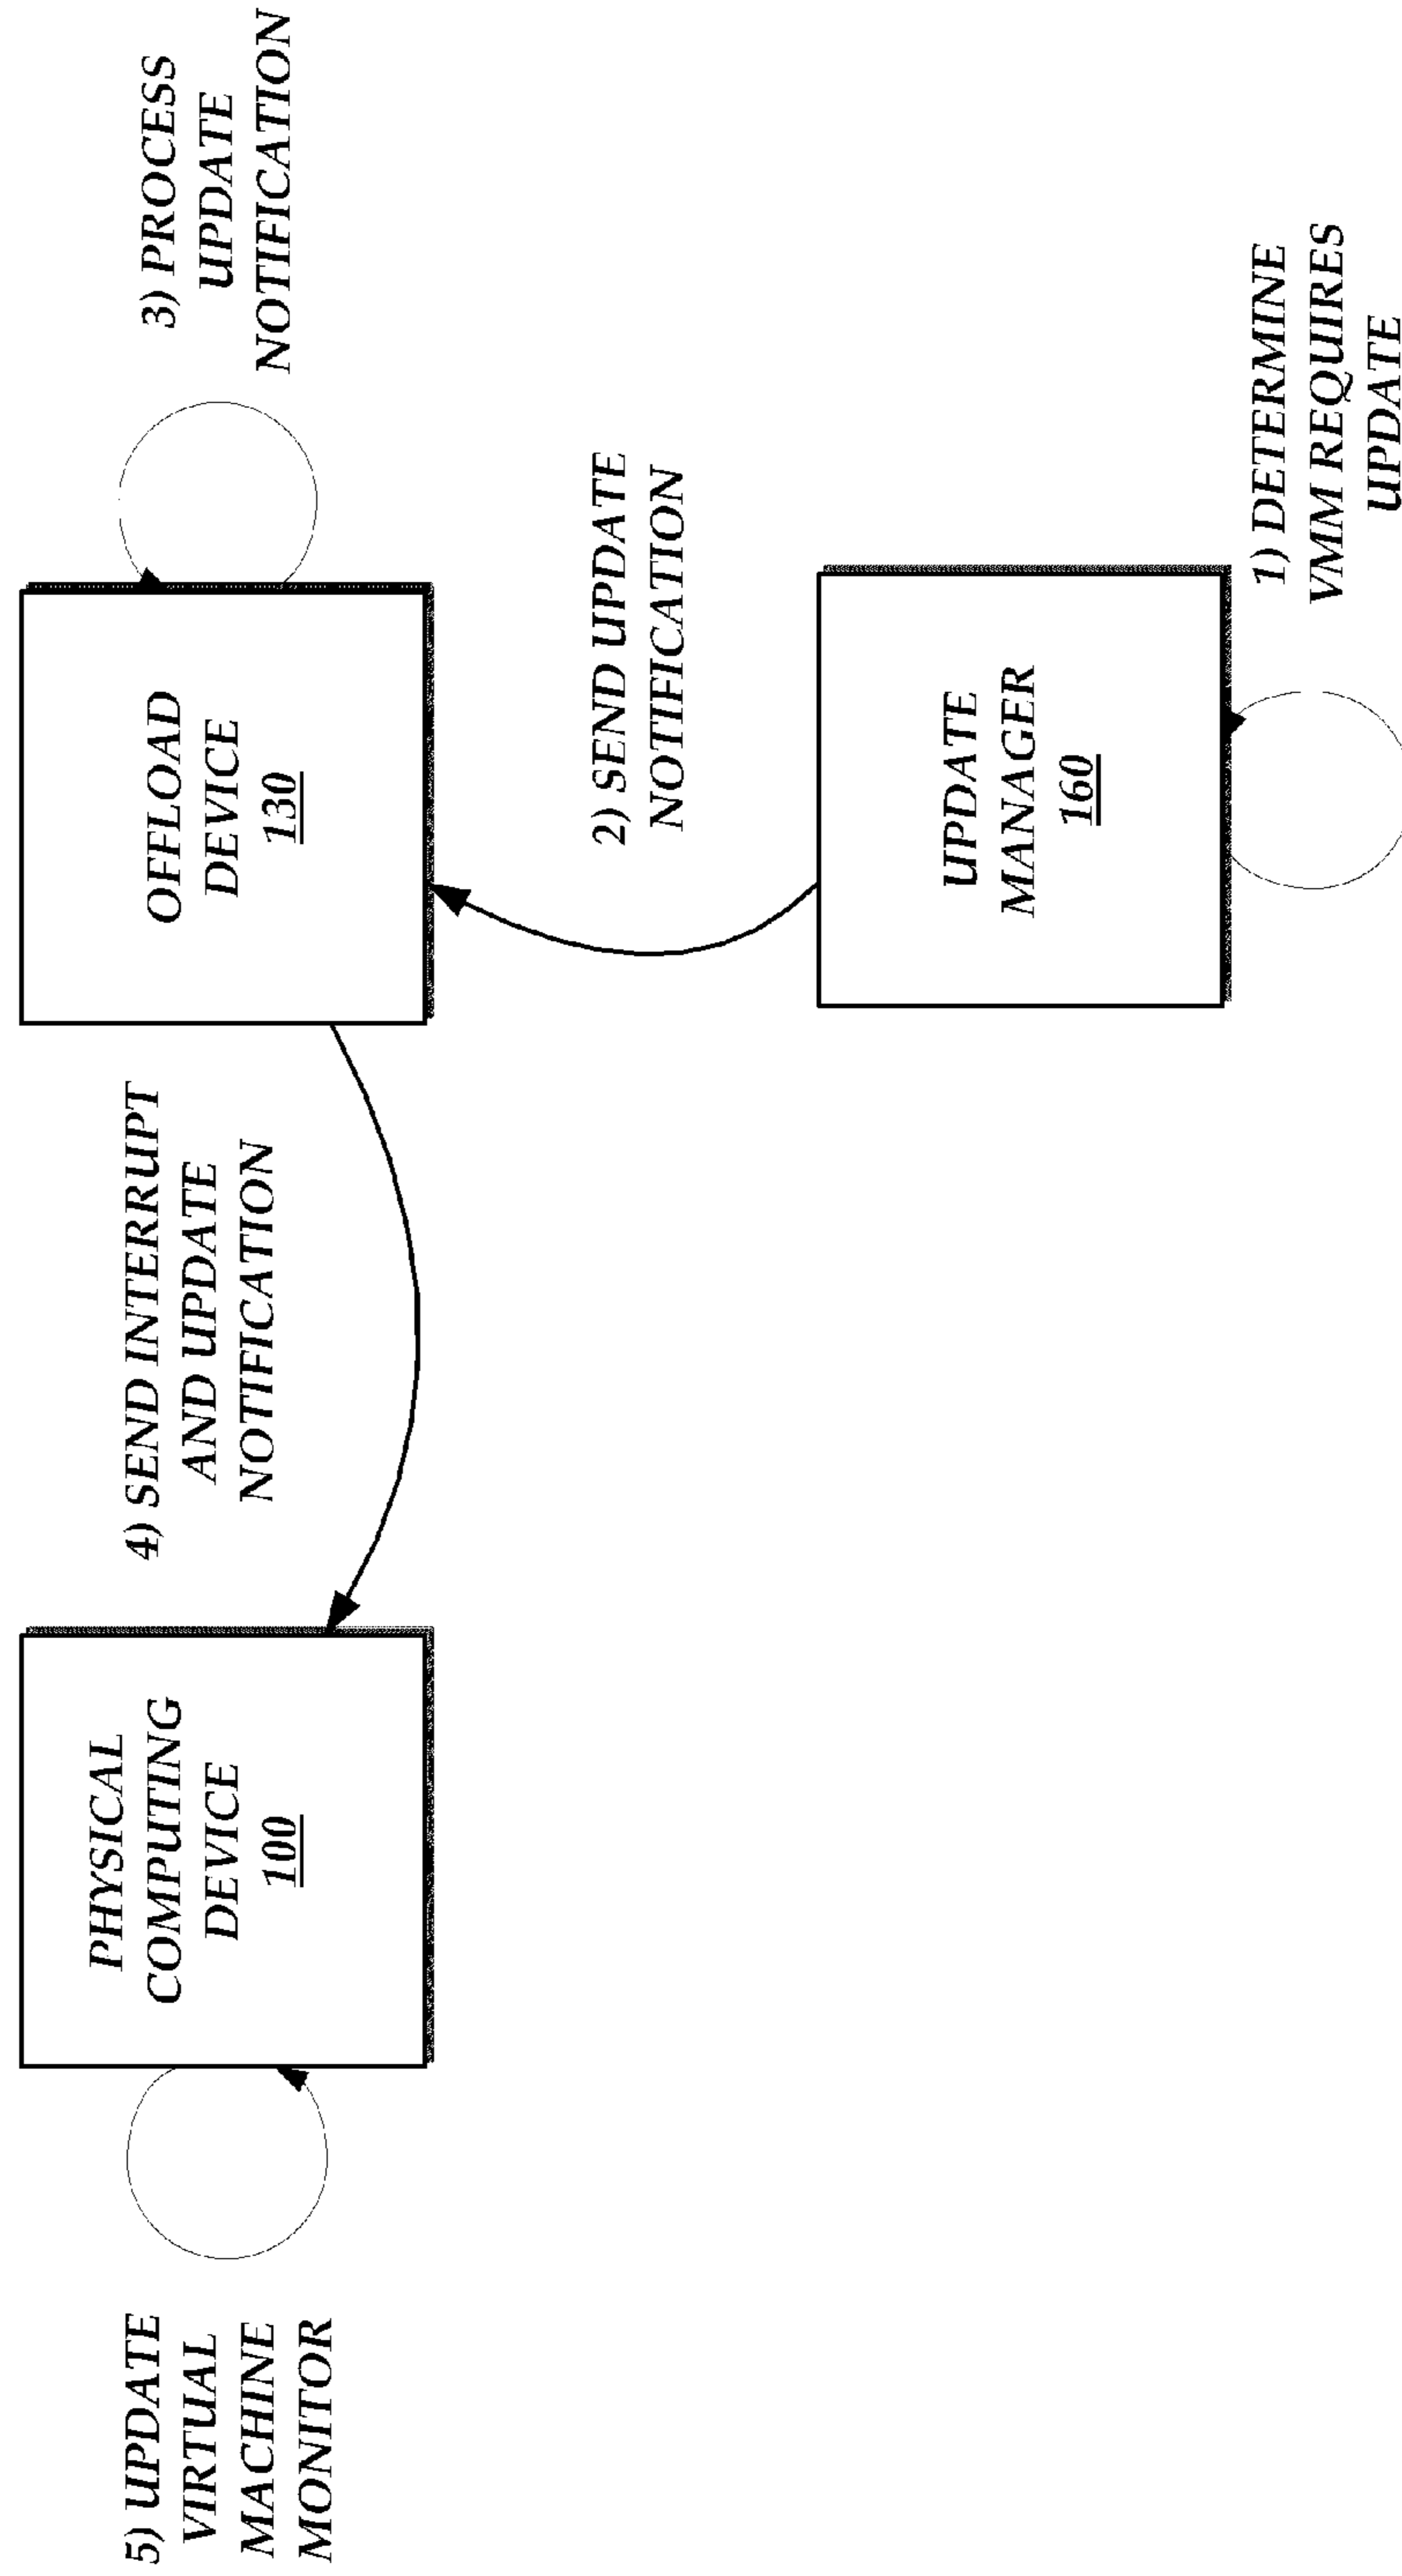 5) UPDATE
VIRTUAL
MACHINE
MONITOR
PHYSICAL
COMPUTING
DEVICE
100
4) SEND INTERRUPT
AND UPDATE
NOTIFICATION
OFFLOAD
DEVICE
130
3) PROCESS
UPDATE
NOTIFICATION
2) SEND UPDATE
NOTIFICATION
UPDATE
MANAGER
160
1) DETERMINE
VMM REQUIRES
UPDATE